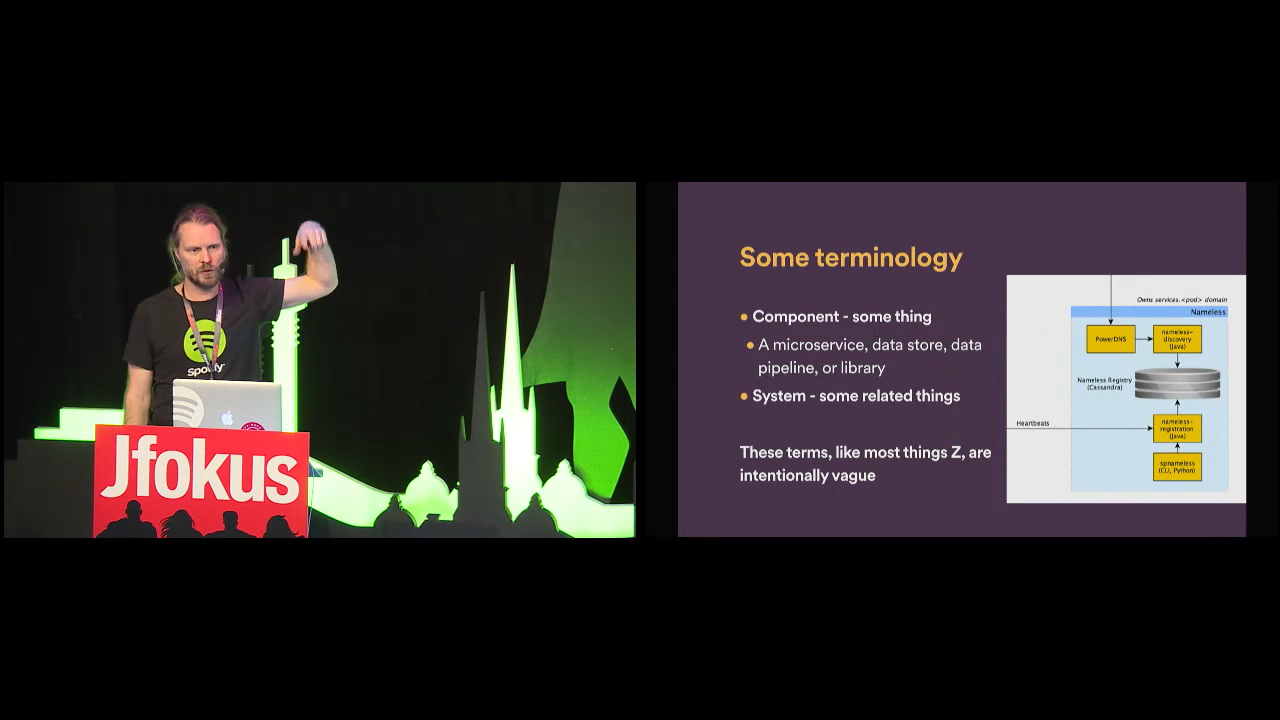 Spotify
Jfokus
Some terminology
Component - some thing
A microservice, data store, data
pipeline, or library
System - some related things
These terms, like most things Z, are
intentionally vague
Owns services.<pod> domain
Nameless
PowerDNS
nameless-
discovery
(Java)
Nameless Registry
(Cassandra)
Heartbeats
nameless-
registration
(Java)
spnameless
(CLI, Python)